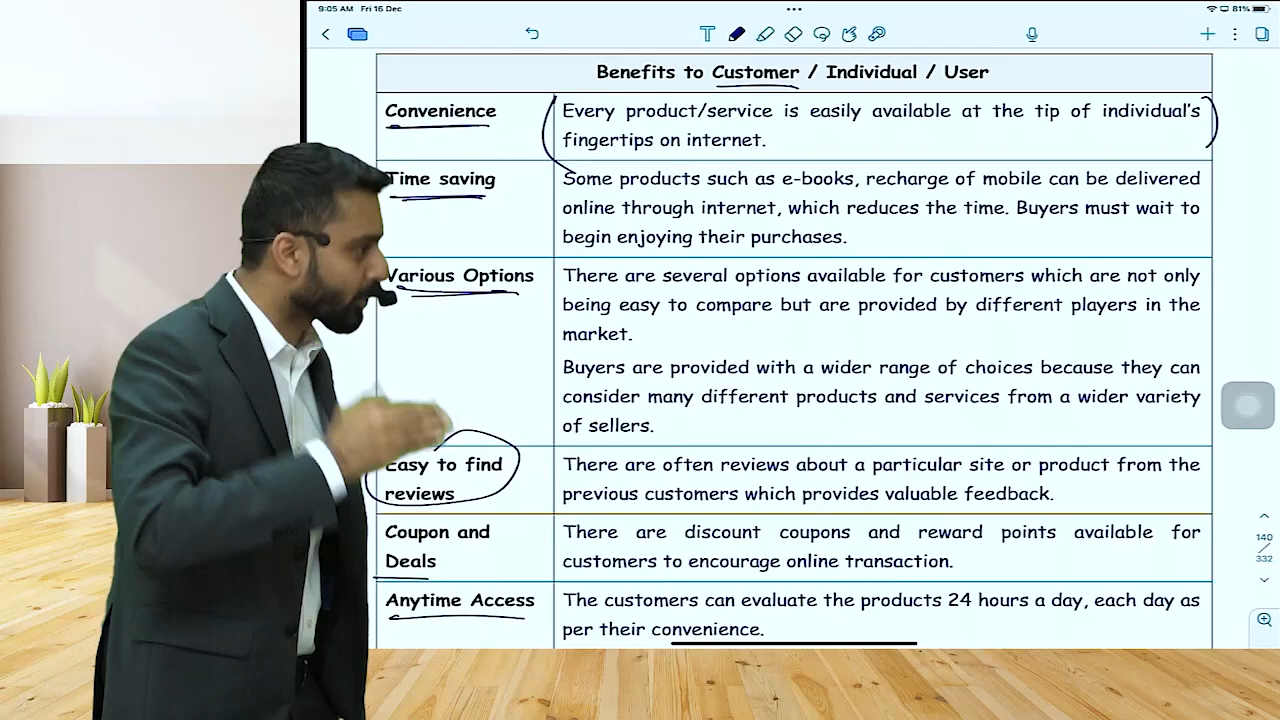 9:05 AM Fri 16 Dec
81%
T
Benefits to Customer / Individual / User
Convenience
Every product/service is easily available at the tip of individual's
fingertips on internet.
Time saving
Some products such as e-books, recharge of mobile can be delivered
online through internet, which reduces the time. Buyers must wait to
begin enjoying their purchases.
Various Options
There are several options available for customers which are not only
being easy to compare but are provided by different players in the
market.
Buyers are provided with a wider range of choices because they can
consider many different products and services from a wider variety
of sellers.
Easy to find
reviews
There are often reviews about a particular site or product from the
previous customers which provides valuable feedback.
Coupon and
Deals
There are discount coupons and reward points available for
customers to encourage online transaction.
Anytime Access
The customers can evaluate the products 24 hours a day, each day as
per their convenience.
140
332